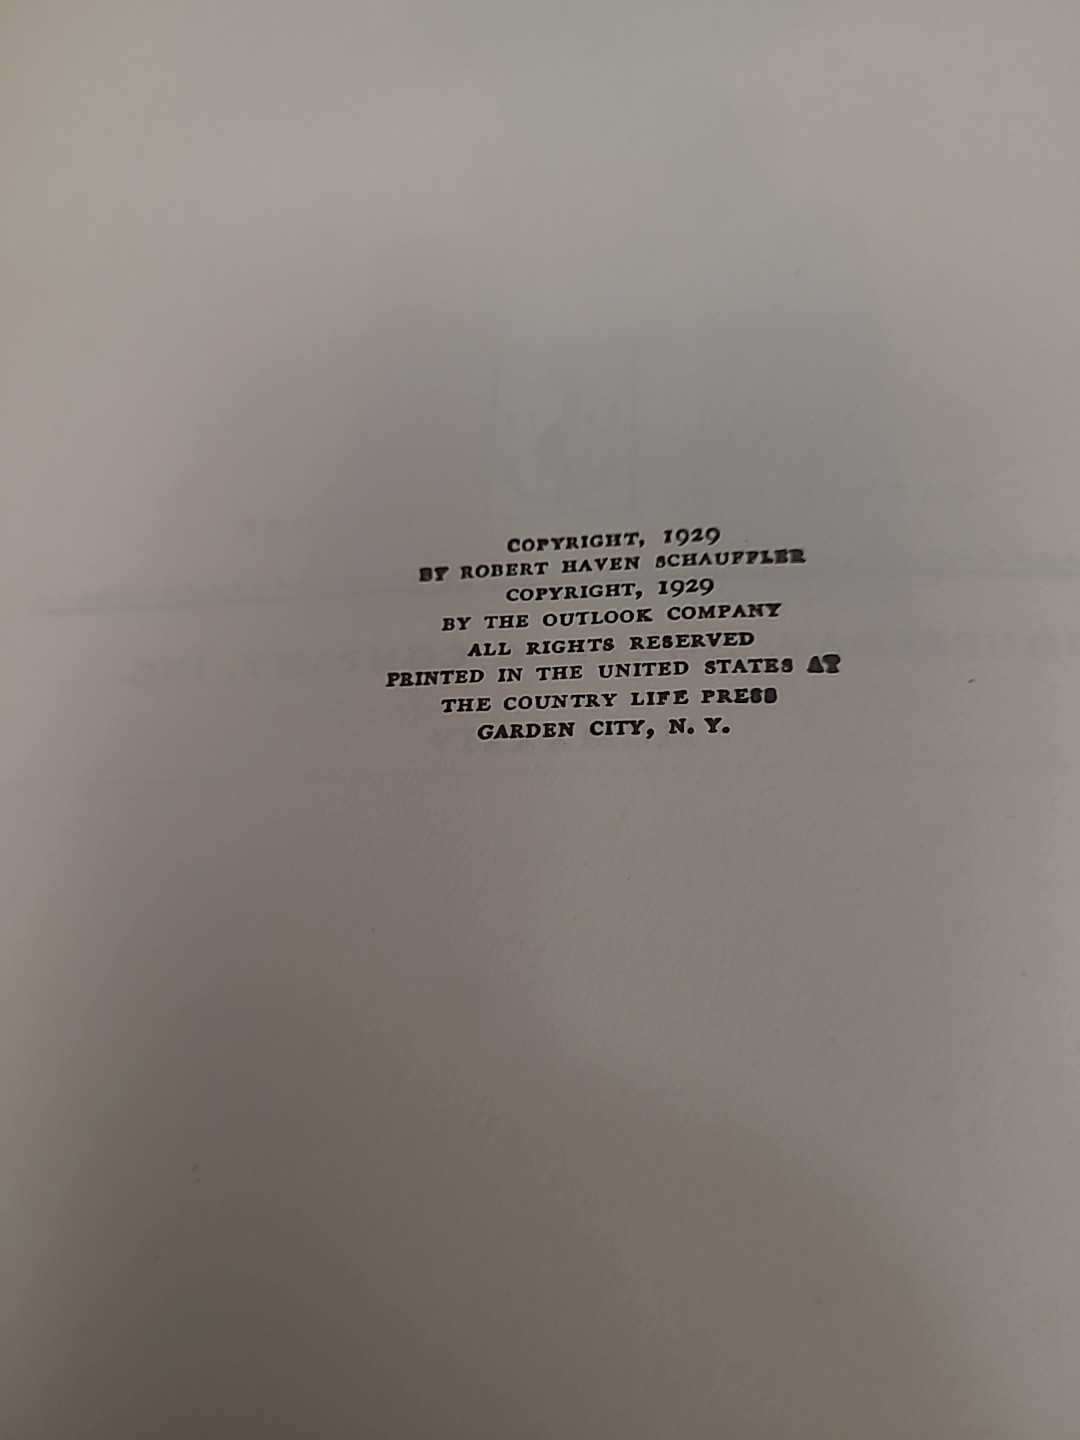 COPYRIGHT, 1929
BY ROBERT HAVEN SCHAUFFLER
COPYRIGHT, 1929
BY THE OUTLOOK COMPANY
ALL RIGHTS RESERVED
PRINTED IN THE UNITED STATES AT
THE COUNTRY LIFE PRESS
GARDEN CITY, N. Y.